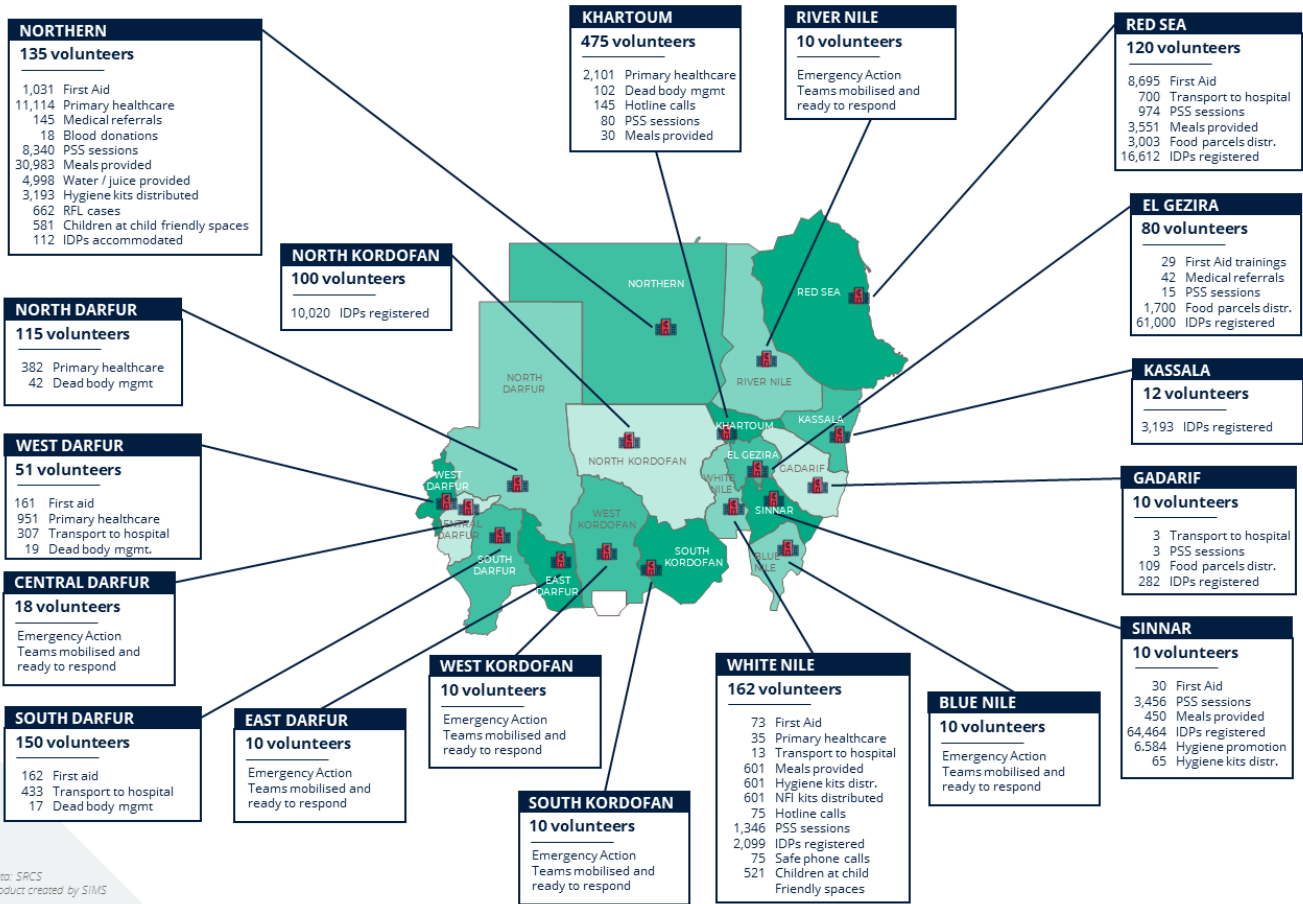 NORTHERN
135 volunteers
1,031 First Aid
11,114 Primary healthcare
145 Medical referrals
18 Blood donations
8,340 PSS sessions
30,983 Meals provided
4,998 Water / juice provided
3,193 Hygiene kits distributed
662 RFL cases
581 Children at child friendly spaces
112 IDPs accommodated
KHARTOUM
475 volunteers
2,101 Primary healthcare
102 Dead body mgmt
145 Hotline calls
80 PSS sessions
30 Meals provided
RIVER NILE
10 volunteers
Emergency Action
Teams mobilised and
ready to respond
RED SEA
120 volunteers
8,695 First Aid
700 Transport to hospital
974 PSS sessions
3,551 Meals provided
3,003 Food parcels distr.
16,612 IDPs registered
EL GEZIRA
80 volunteers
29 First Aid trainings
42 Medical referrals
15 PSS sessions
1,700 Food parcels distr.
61,000 IDPs registered
NORTH KORDOFAN
100 volunteers
10,020 IDPs registered
NORTH DARFUR
115 volunteers
382 Primary healthcare
42 Dead body mgmt
KASSALA
12 volunteers
3,193 IDPs registered
WEST DARFUR
51 volunteers
161 First aid
951 Primary healthcare
307 Transport to hospital
19 Dead body mgmt.
GADARIF
10 volunteers
3 Transport to hospital
3 PSS sessions
109 Food parcels distr.
282 IDPs registered
CENTRAL DARFUR
18 volunteers
Emergency Action
Teams mobilised and
ready to respond
SINNAR
10 volunteers
30 First Aid
3,456 PSS sessions
450 Meals provided
64,464 IDPs registered
6.584 Hygiene promotion
65 Hygiene kits distr.
SOUTH DARFUR
150 volunteers
162 First aid
433 Transport to hospital
17 Dead body mgmt
EAST DARFUR
10 volunteers
Emergency Action
Teams mobilised and
ready to respond
WEST KORDOFAN
10 volunteers
Emergency Action
Teams mobilised and
ready to respond
SOUTH KORDOFAN
10 volunteers
Emergency Action
Teams mobilised and
ready to respond
WHITE NILE
162 volunteers
73 First Aid
35 Primary healthcare
13 Transport to hospital
601 Meals provided
601 Hygiene kits distr.
601 NFI kits distributed
75 Hotline calls
1,346 PSS sessions
2,099 IDPs registered
75 Safe phone calls
521 Children at child
Friendly spaces
BLUE NILE
10 volunteers
Emergency Action
Teams mobilised and
ready to respond
NORTHERN
RED SEA
NORTH
DARFUR
RIVER NILE
KHARTOUM
KASSALA
NORTH KORDOFAN
EL GEZIRA
GADARIF
WEST
DARFUR
WHITE
NILE
SINNAR
CENTRAL
DARFUR
WEST
KORDOFAN
SOUTH
DARFUR
EAST
DARFUR
SOUTH
KORDOFAN
BLUE
NILE
ta: SRCS
oduct created by SIMS